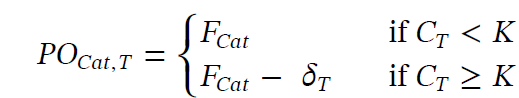 PO_{Cat,T} = { F_{Cat} if C_T < K
F_{Cat} − δ_T if C_T ≥ K